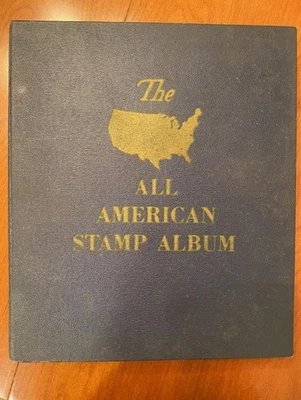 The
ALL
AMERICAN
STAMP ALBUM